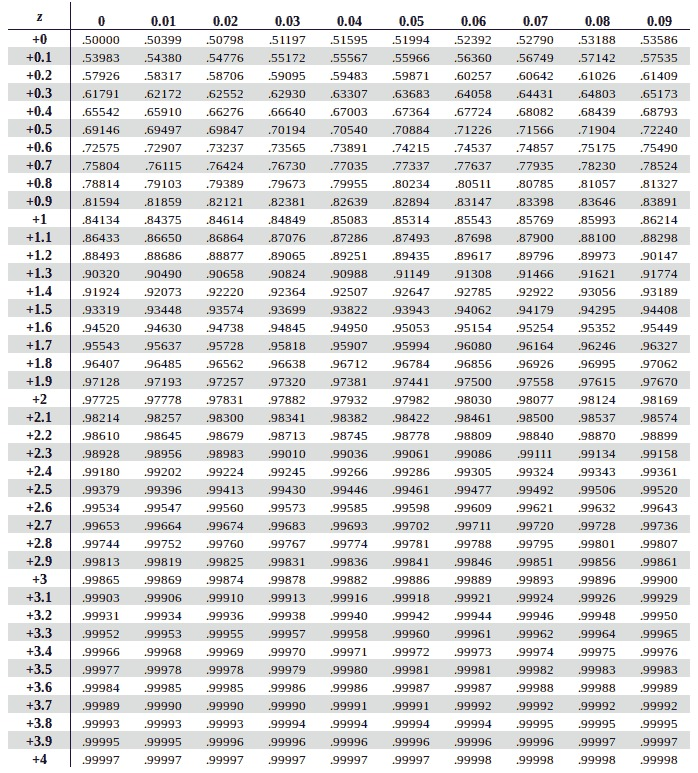 z 0 0.01 0.02 0.03 0.04 0.05 0.06 0.07 0.08 0.09
+0 .50000 .50399 .50798 .51197 .51595 .51994 .52392 .52790 .53188 .53586
+0.1 .53983 .54380 .54776 .55172 .55567 .55966 .56360 .56749 .57142 .57535
+0.2 .57926 .58317 .58706 .59095 .59483 .59871 .60257 .60642 .61026 .61409
+0.3 .61791 .62172 .62552 .62930 .63307 .63683 .64058 .64431 .64803 .65173
+0.4 .65542 .65910 .66276 .66640 .67003 .67364 .67724 .68082 .68439 .68793
+0.5 .69146 .69497 .69847 .70194 .70540 .70884 .71226 .71566 .71904 .72240
+0.6 .72575 .72907 .73237 .73565 .73891 .74215 .74537 .74857 .75175 .75490
+0.7 .75804 .76115 .76424 .76730 .77035 .77337 .77637 .77935 .78230 .78524
+0.8 .78814 .79103 .79389 .79673 .79955 .80234 .80511 .80785 .81057 .81327
+0.9 .81594 .81859 .82121 .82381 .82639 .82894 .83147 .83398 .83646 .83891
+1 .84134 .84375 .84614 .84849 .85083 .85314 .85543 .85769 .85993 .86214
+1.1 .86433 .86650 .86864 .87076 .87286 .87493 .87698 .87900 .88100 .88298
+1.2 .88493 .88686 .88877 .89065 .89251 .89435 .89617 .89796 .89973 .90147
+1.3 .90320 .90490 .90658 .90824 .90988 .91149 .91308 .91466 .91621 .91774
+1.4 .91924 .92073 .92220 .92364 .92507 .92647 .92785 .92922 .93056 .93189
+1.5 .93319 .93448 .93574 .93699 .93822 .93943 .94062 .94179 .94295 .94408
+1.6 .94520 .94630 .94738 .94845 .94950 .95053 .95154 .95254 .95352 .95449
+1.7 .95543 .95637 .95728 .95818 .95907 .95994 .96080 .96164 .96246 .96327
+1.8 .96407 .96485 .96562 .96638 .96712 .96784 .96856 .96926 .96995 .97062
+1.9 .97128 .97193 .97257 .97320 .97381 .97441 .97500 .97558 .97615 .97670
+2 .97725 .97778 .97831 .97882 .97932 .97982 .98030 .98077 .98124 .98169
+2.1 .98214 .98257 .98300 .98341 .98382 .98422 .98461 .98500 .98537 .98574
+2.2 .98610 .98645 .98679 .98713 .98745 .98778 .98809 .98840 .98870 .98899
+2.3 .98928 .98956 .98983 .99010 .99036 .99061 .99086 .99111 .99134 .99158
+2.4 .99180 .99202 .99224 .99245 .99266 .99286 .99305 .99324 .99343 .99361
+2.5 .99379 .99396 .99413 .99430 .99446 .99461 .99477 .99492 .99506 .99520
+2.6 .99534 .99547 .99560 .99573 .99585 .99598 .99609 .99621 .99632 .99643
+2.7 .99653 .99664 .99674 .99683 .99693 .99702 .99711 .99720 .99728 .99736
+2.8 .99744 .99752 .99760 .99767 .99774 .99781 .99788 .99795 .99801 .99807
+2.9 .99813 .99819 .99825 .99831 .99836 .99841 .99846 .99851 .99856 .99861
+3 .99865 .99869 .99874 .99878 .99882 .99886 .99889 .99893 .99896 .99900
+3.1 .99903 .99906 .99910 .99913 .99916 .99918 .99921 .99924 .99926 .99929
+3.2 .99931 .99934 .99936 .99938 .99940 .99942 .99944 .99946 .99948 .99950
+3.3 .99952 .99953 .99955 .99957 .99958 .99960 .99961 .99962 .99964 .99965
+3.4 .99966 .99968 .99969 .99970 .99971 .99972 .99973 .99974 .99975 .99976
+3.5 .99977 .99978 .99978 .99979 .99980 .99981 .99981 .99982 .99983 .99983
+3.6 .99984 .99985 .99985 .99986 .99986 .99987 .99987 .99988 .99988 .99989
+3.7 .99989 .99990 .99990 .99990 .99991 .99991 .99992 .99992 .99992 .99992
+3.8 .99993 .99993 .99993 .99994 .99994 .99994 .99994 .99995 .99995 .99995
+3.9 .99995 .99995 .99996 .99996 .99996 .99996 .99996 .99996 .99997 .99997
+4 .99997 .99997 .99997 .99997 .99997 .99997 .99998 .99998 .99998 .99998